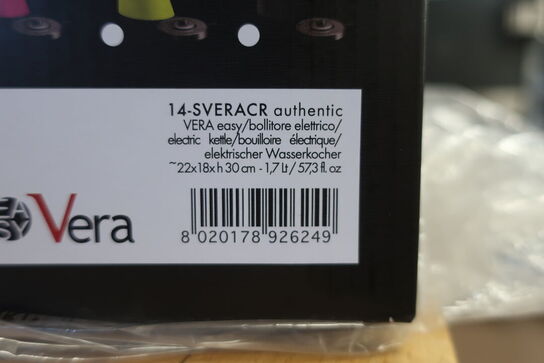 14-SVERACR authentic
VERA easy/bollitore elettrico/
electric kettle/bouilloire électrique/
elektrischer Wasserkocher
~22x18xh 30 cm - 1,7 Lt/ 57,3 fl. oz
Vera
8 020178 926249